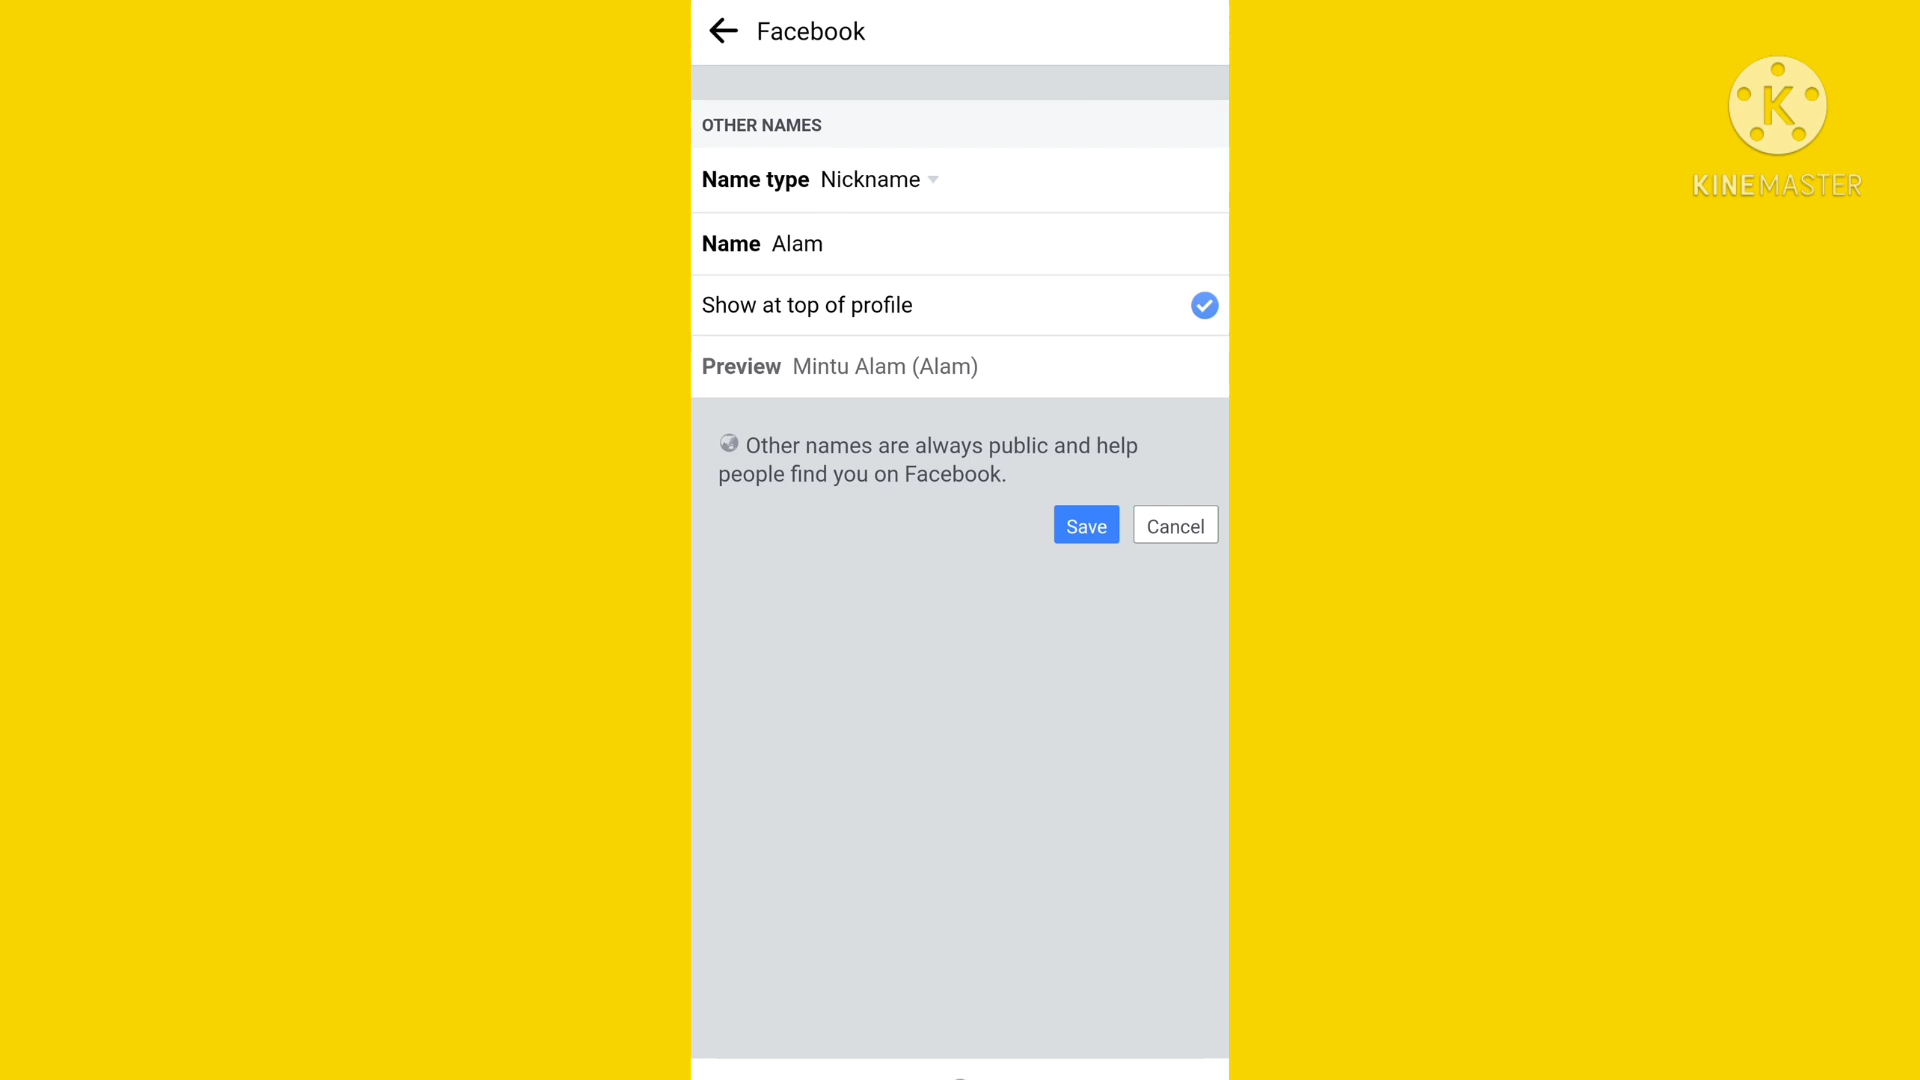 Facebook
OTHER NAMES
Name type Nickname
Name Alam
Show at top of profile
Preview Mintu Alam (Alam)
Other names are always public and help
people find you on Facebook.
Save Cancel
K
KINEMASTER